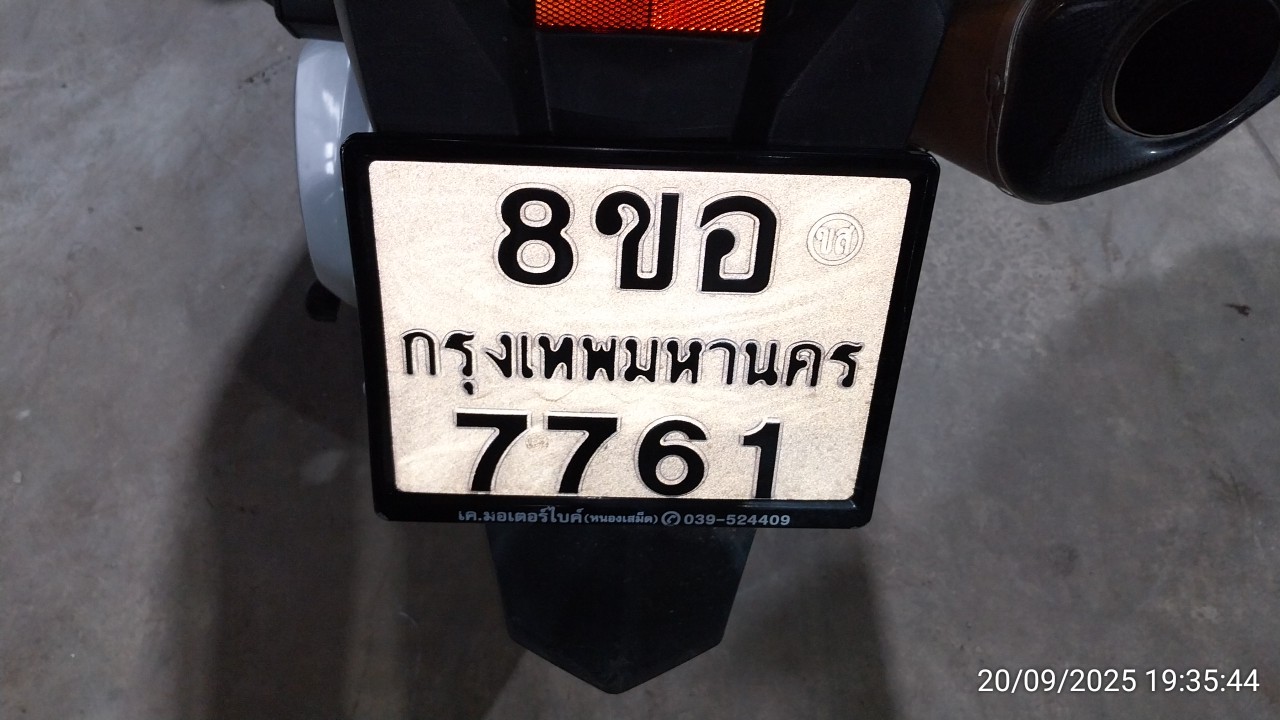 8ขอ
ขส
กรุงเทพมหานคร
7761
เค.มอเตอร์ไบค์(หนองเสม็ด) 039-524409
20/09/2025 19:35:44